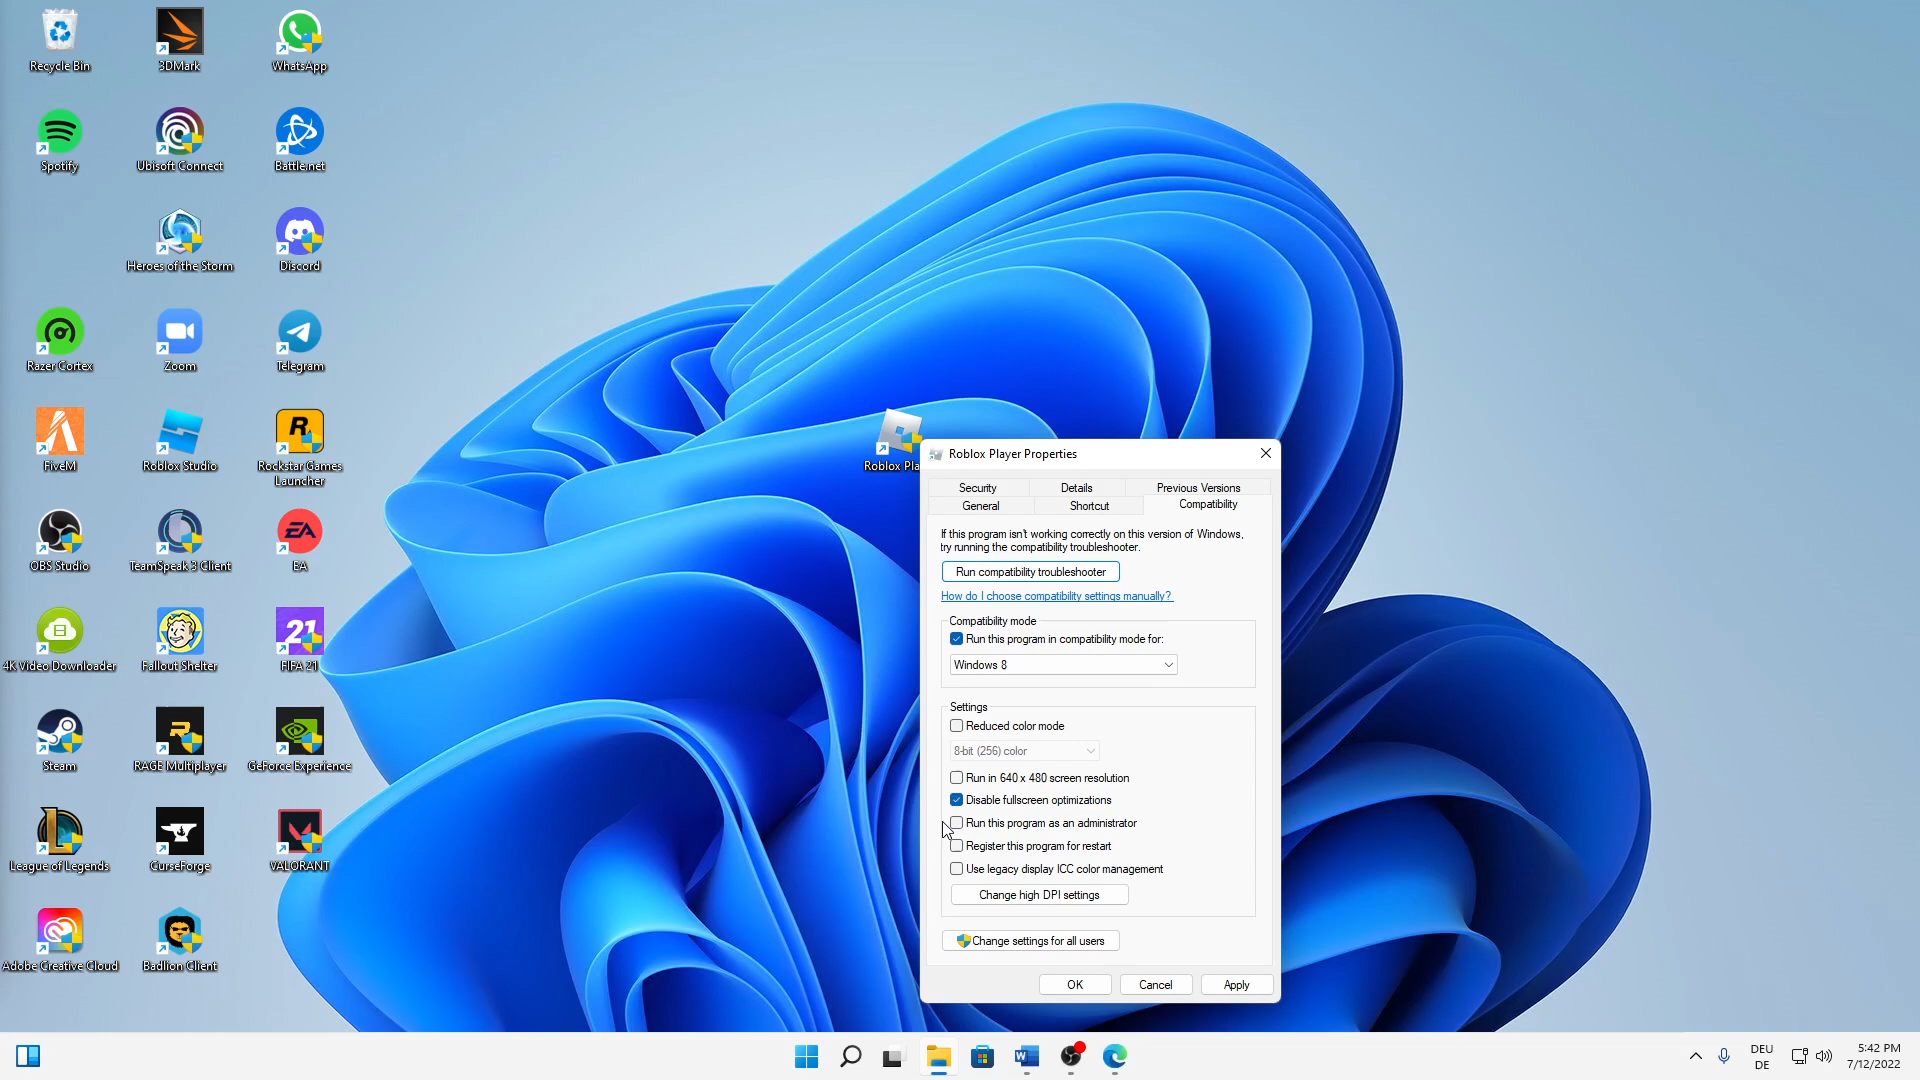 Recycle Bin
3DMark
WhatsApp
Spotify
Ubisoft Connect
Battle.net
Heroes of the Storm
Discord
Razer Cortex
Zoom
Telegram
FiveM
Roblox Studio
Rockstar Games
Launcher
OBS Studio
TeamSpeak 3 Client
EA
4K Video Downloader
Fallout Shelter
FIFA 21
Steam
RAGE Multiplayer
GeForce Experience
League of Legends
CurseForge
VALORANT
Adobe Creative Cloud
Badlion Client
Roblox Pla
Roblox Player Properties
Security
Details
Previous Versions
General
Shortcut
Compatibility
If this program isn't working correctly on this version of Windows,
try running the compatibility troubleshooter.
Run compatibility troubleshooter
How do I choose compatibility settings manually?
Compatibility mode
Run this program in compatibility mode for:
Windows 8
Settings
Reduced color mode
8-bit (256) color
Run in 640 x 480 screen resolution
Disable fullscreen optimizations
Run this program as an administrator
Register this program for restart
Use legacy display ICC color management
Change high DPI settings
Change settings for all users
OK
Cancel
Apply
DEU
DE
5:42 PM
7/12/2022